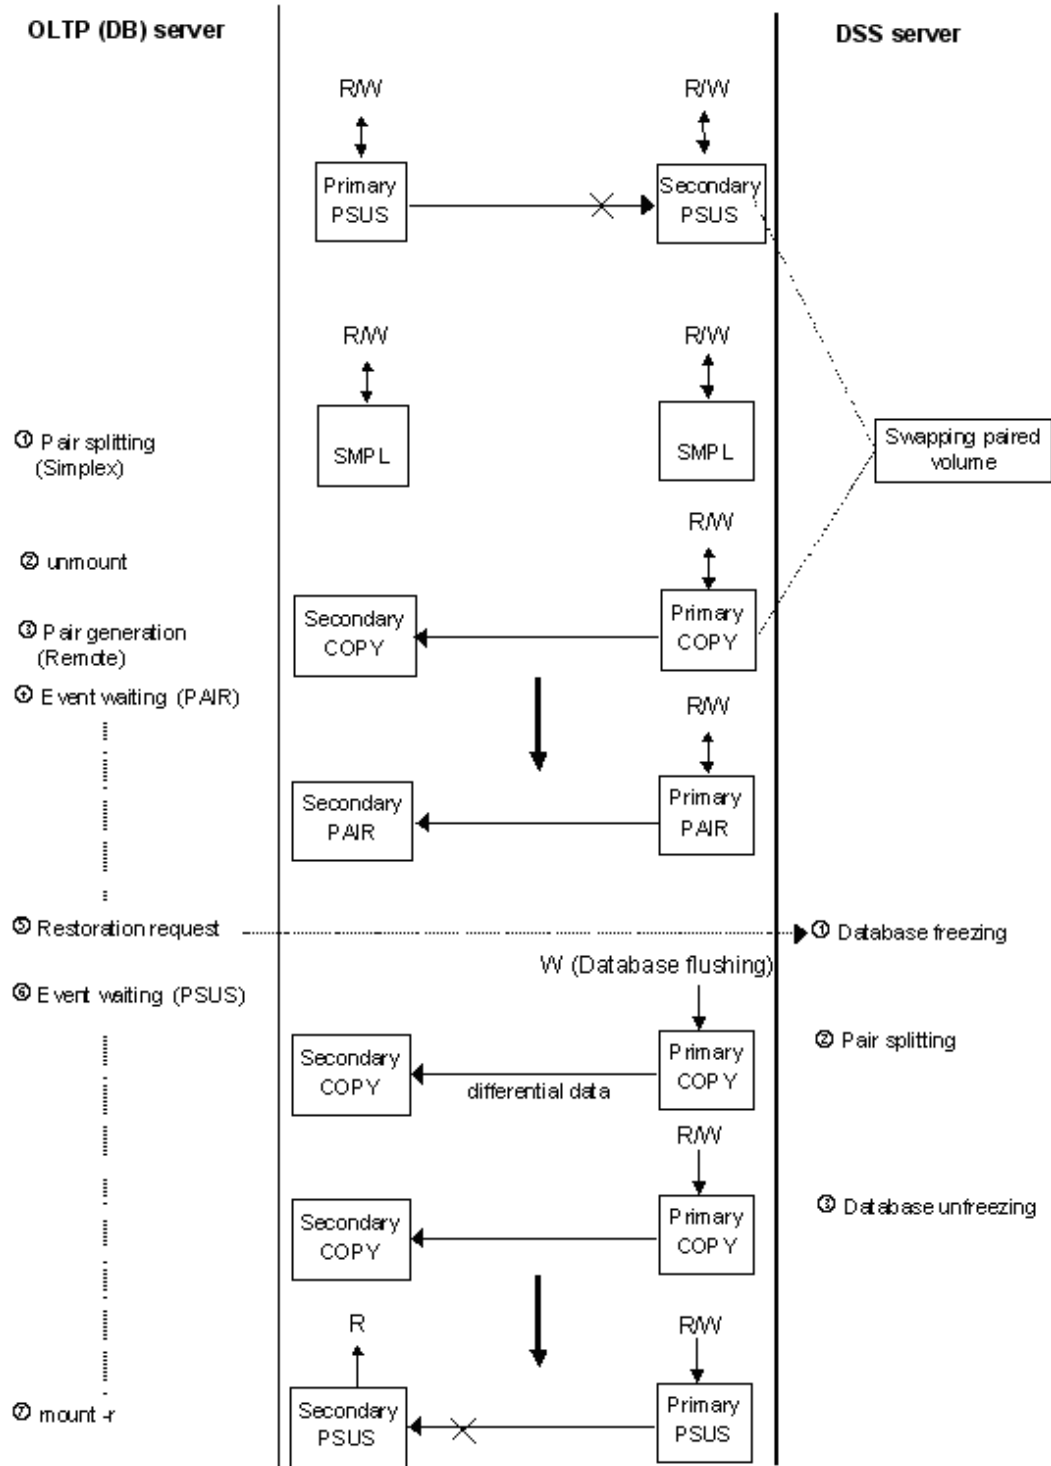 OLTP (DB) server
DSS server
R/W
R/W
Primary
PSUS
Secondary
PSUS
R/W
R/W
① Pair splitting
(Simplex)
SMPL
SMPL
Swapping paired
volume
R/W
② unmount
Secondary
COPY
Primary
COPY
③ Pair generation
(Remote)
④ Event waiting (PAIR)
R/W
Secondary
PAIR
Primary
PAIR
⑤ Restoration request
① Database freezing
W (Database flushing)
⑥ Event waiting (PSUS)
② Pair splitting
Secondary
COPY
Primary
COPY
differential data
R/W
③ Database unfreezing
Secondary
COPY
Primary
COPY
R
R/W
⑦ mount -r
Secondary
PSUS
Primary
PSUS